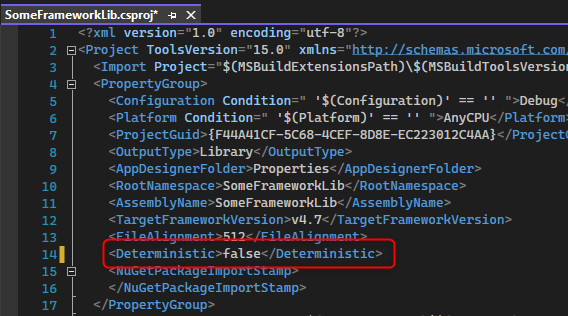 SomeFrameworkLib.csproj*
1 <?xml version="1.0" encoding="utf-8"?>
2 <Project ToolsVersion="15.0" xmlns="http://schemas.microsoft.com/
3 <Import Project="$(MSBuildExtensionsPath)\$(MSBuildToolsVersion
4 <PropertyGroup>
5 <Configuration Condition=" '$(Configuration)' == '' ">Debug</
6 <Platform Condition=" '$(Platform)' == '' ">AnyCPU</Platform>
7 <ProjectGuid>{F44A41CF-5C68-4CEF-8D8E-EC223012C4AA}</ProjectG
8 <OutputType>Library</OutputType>
9 <AppDesignerFolder>Properties</AppDesignerFolder>
10 <RootNamespace>SomeFrameworkLib</RootNamespace>
11 <AssemblyName>SomeFrameworkLib</AssemblyName>
12 <TargetFrameworkVersion>v4.7</TargetFrameworkVersion>
13 <FileAlignment>512</FileAlignment>
14 <Deterministic>false</Deterministic>
15 <NuGetPackageImportStamp>
16 </NuGetPackageImportStamp>
17 </PropertyGroup>